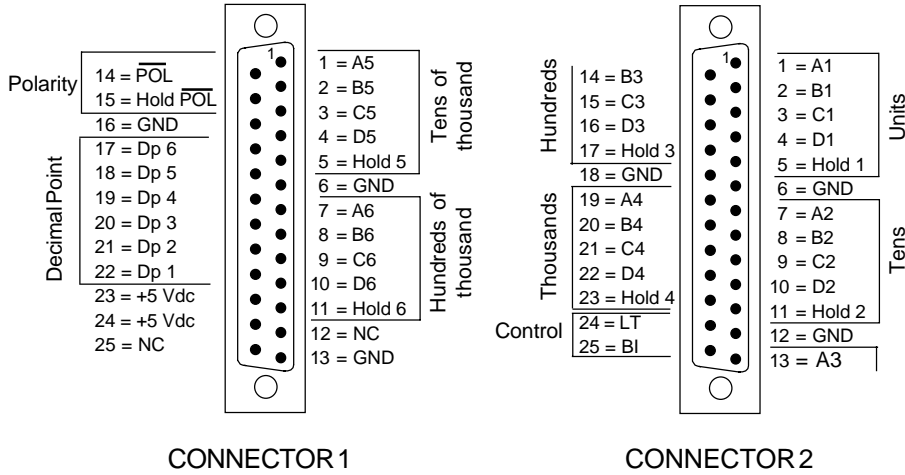 Polarity
14 = POL
15 = Hold POL
16 = GND
Decimal Point
17 = Dp 6
18 = Dp 5
19 = Dp 4
20 = Dp 3
21 = Dp 2
22 = Dp 1
23 = +5 Vdc
24 = +5 Vdc
25 = NC
1
1 = A5
2 = B5
3 = C5
4 = D5
5 = Hold 5
Tens of
thousand
6 = GND
7 = A6
8 = B6
9 = C6
10 = D6
11 = Hold 6
Hundreds of
thousand
12 = NC
13 = GND
CONNECTOR 1
Hundreds
14 = B3
15 = C3
16 = D3
17 = Hold 3
18 = GND
Thousands
19 = A4
20 = B4
21 = C4
22 = D4
23 = Hold 4
Control
24 = LT
25 = BI
1
1 = A1
2 = B1
3 = C1
4 = D1
5 = Hold 1
Units
6 = GND
7 = A2
8 = B2
9 = C2
10 = D2
11 = Hold 2
Tens
12 = GND
13 = A3
CONNECTOR 2